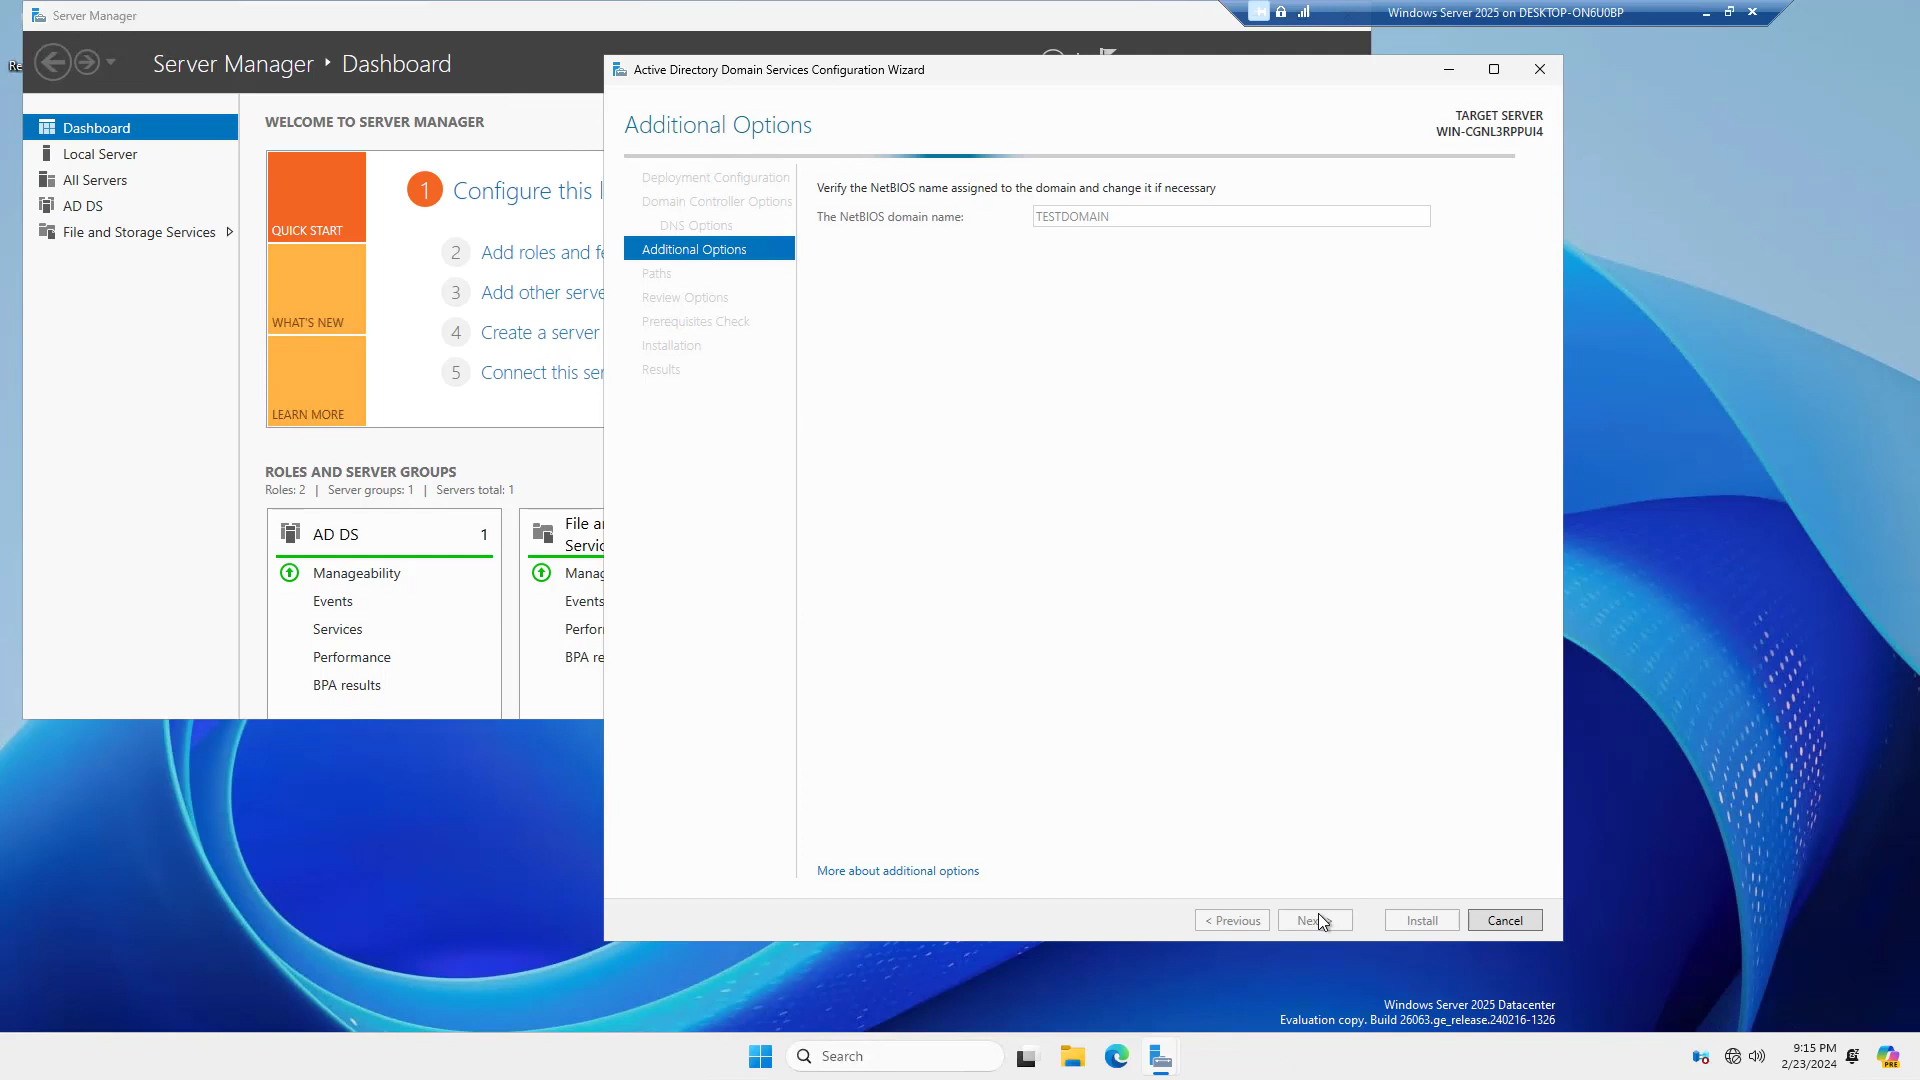 Server Manager
Windows Server 2025 on DESKTOP-ON6U0BP
Server Manager Dashboard
Dashboard
Local Server
All Servers
AD DS
File and Storage Services
WELCOME TO SERVER MANAGER
QUICK START
WHAT'S NEW
LEARN MORE
1 Configure this l
2 Add roles and fe
3 Add other serve
4 Create a server
5 Connect this ser
ROLES AND SERVER GROUPS
Roles: 2 | Server groups: 1 | Servers total: 1
AD DS 1
Manageability
Events
Services
Performance
BPA results
File a
Servic
Manag
Events
Perfor
BPA re
Active Directory Domain Services Configuration Wizard
Additional Options
TARGET SERVER
WIN-CGNL3RPPUI4
Deployment Configuration
Domain Controller Options
DNS Options
Additional Options
Paths
Review Options
Prerequisites Check
Installation
Results
Verify the NetBIOS name assigned to the domain and change it if necessary
The NetBIOS domain name:
TESTDOMAIN
More about additional options
< Previous
Install
Cancel
Windows Server 2025 Datacenter
Evaluation copy. Build 26063.ge_release.240216-1326
Search
9:15 PM
2/23/2024
PRE